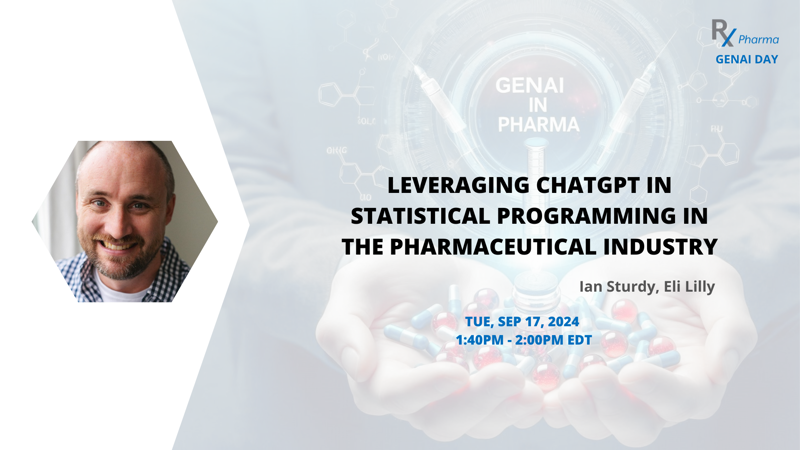 Rx Pharma
GENAI DAY
GENAI
IN
PHARMA
LEVERAGING CHATGPT IN
STATISTICAL PROGRAMMING IN
THE PHARMACEUTICAL INDUSTRY
Ian Sturdy, Eli Lilly
TUE, SEP 17, 2024
1:40PM - 2:00PM EDT